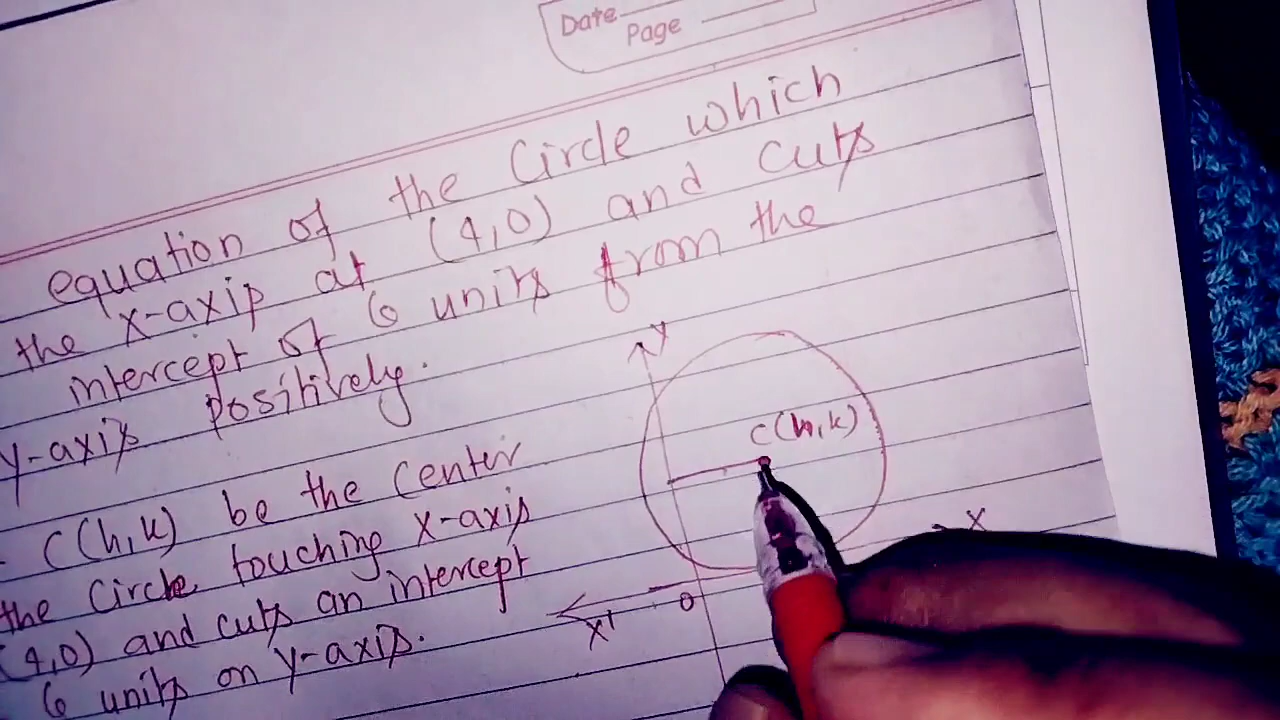 Date
Page
equation of the Circle which
the x-axis at (4,0) and cuts
intercept of 6 units from the
y-axis positively.
C(h,k) be the center
the Circle, touching x-axis
(4,0) and cuts an intercept
6 units on y-axis.
Y
C(h,k)
X
O
X'